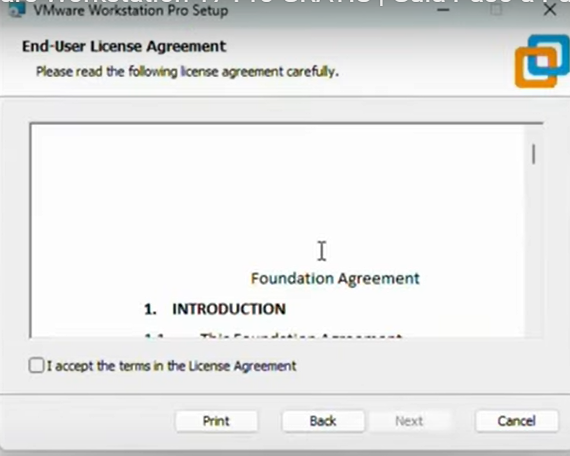 VMware Workstation Pro Setup
End-User License Agreement
Please read the following license agreement carefully.
Foundation Agreement
1. INTRODUCTION
I accept the terms in the License Agreement
Print Back Next Cancel